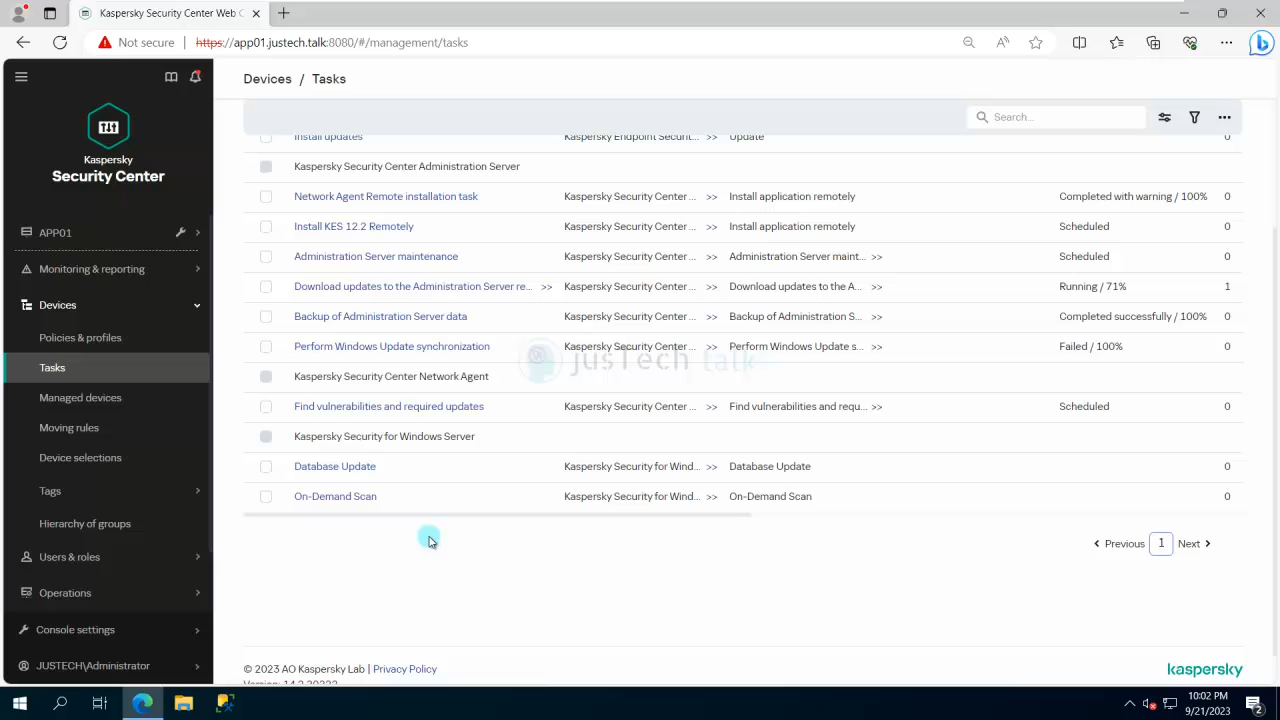 Kaspersky Security Center Web C
Not secure | https://app01.justech.talk:8080/#/management/tasks
Kaspersky
Security Center
APP01
Monitoring & reporting
Devices
Policies & profiles
Tasks
Managed devices
Moving rules
Device selections
Tags
Hierarchy of groups
Users & roles
Operations
Console settings
JUSTECH\Administrator
Devices / Tasks
Search...
Install updates Kaspersky Endpoint Securit... >> Update 0
Kaspersky Security Center Administration Server
Network Agent Remote installation task Kaspersky Security Center ... >> Install application remotely Completed with warning / 100% 0
Install KES 12.2 Remotely Kaspersky Security Center ... >> Install application remotely Scheduled 0
Administration Server maintenance Kaspersky Security Center ... >> Administration Server maint... >> Scheduled 0
Download updates to the Administration Server re... >> Kaspersky Security Center ... >> Download updates to the A... >> Running / 71% 1
Backup of Administration Server data Kaspersky Security Center ... >> Backup of Administration S... >> Completed successfully / 100% 0
Perform Windows Update synchronization Kaspersky Security Center ... >> Perform Windows Update s... >> Failed / 100% 0
jusTech talk
Kaspersky Security Center Network Agent
Find vulnerabilities and required updates Kaspersky Security Center ... >> Find vulnerabilities and requ... >> Scheduled 0
Kaspersky Security for Windows Server
Database Update Kaspersky Security for Wind... >> Database Update 0
On-Demand Scan Kaspersky Security for Wind... >> On-Demand Scan 0
Previous 1 Next
© 2023 AO Kaspersky Lab | Privacy Policy
kaspersky
10:02 PM
9/21/2023
2